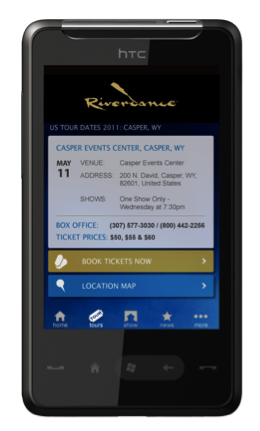 htc
Riverdance
US TOUR DATES 2011: CASPER, WY
CASPER EVENTS CENTER, CASPER, WY
MAY 11
VENUE: Casper Events Center
ADDRESS: 200 N. David, Casper, WY,
82601, United States
SHOWS: One Show Only -
Wednesday at 7:30pm
BOX OFFICE: (307) 577-3030 / (800) 442-2256
TICKET PRICES: $50, $55 & $60
BOOK TICKETS NOW
LOCATION MAP
home tours show news more